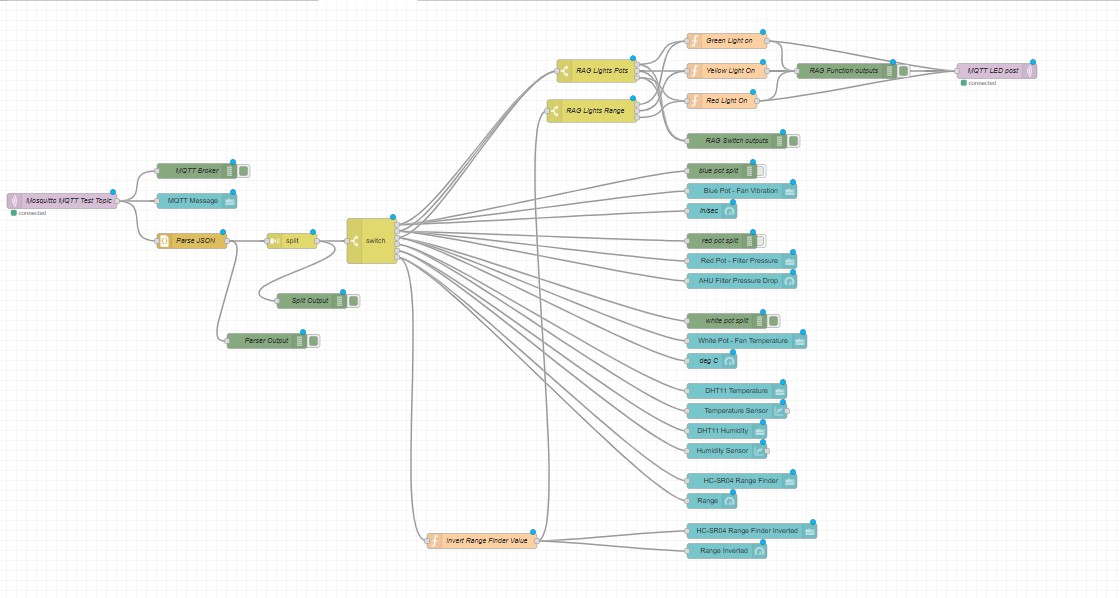 Green Light on
RAG Lights Pots
Yellow Light On
RAG Function outputs
MQTT LED post
connected
Red Light On
RAG Lights Range
RAG Switch outputs
MQTT Broker
blue pot split
Blue Pot - Fan Vibration
Mosquitto MQTT Test Topic
MQTT Message
connected
in/sec
Parse JSON
split
switch
red pot split
Red Pot - Filter Pressure
AHU Filter Pressure Drop
Split Output
white pot split
Parser Output
White Pot - Fan Temperature
deg C
DHT11 Temperature
Temperature Sensor
DHT11 Humidity
Humidity Sensor
HC-SR04 Range Finder
Range
HC-SR04 Range Finder Inverted
Invert Range Finder Value
Range Inverted